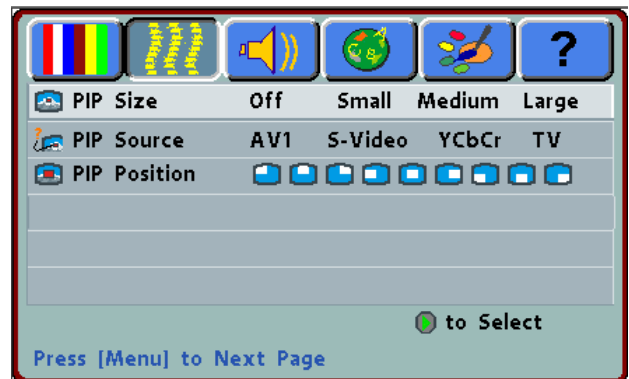 ?
PIP Size Off Small Medium Large
PIP Source AV1 S-Video YCbCr TV
PIP Position
to Select
Press [Menu] to Next Page